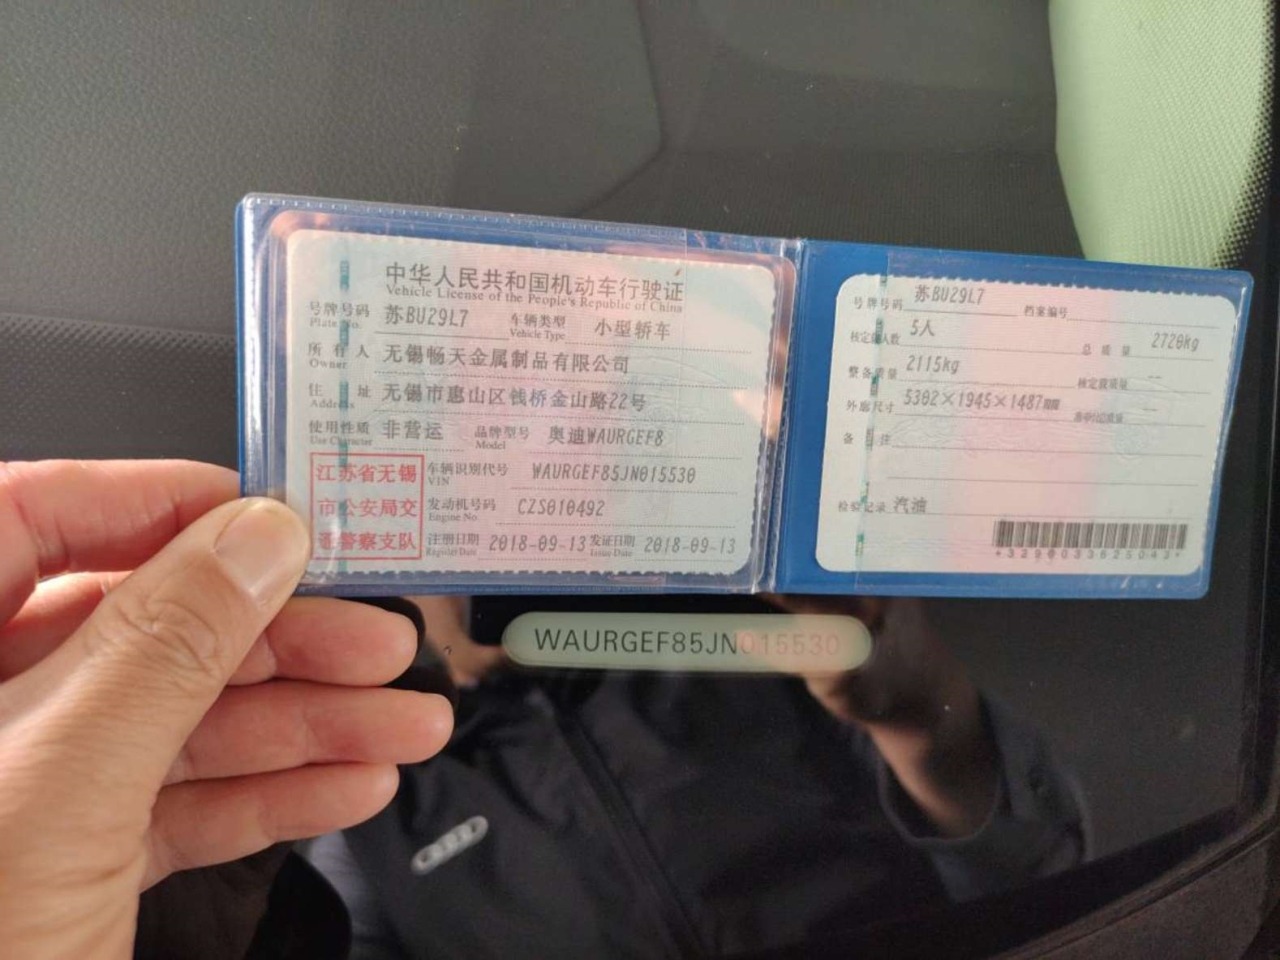 中华人民共和国机动车行驶证
Vehicle License of the People's Republic of China
号牌号码 苏BU29L7 车辆类型 小型轿车
Plate No. Vehicle Type
所有人 无锡畅天金属制品有限公司
Owner
住址 无锡市惠山区钱桥金山路22号
Address
使用性质 非营运 品牌型号 奥迪WAURGEF8
Use Character Model
江苏省无锡
市公安局交
通警察支队
车辆识别代号 WAURGEF85JN015530
VIN
发动机号码 CZS010492
Engine No.
注册日期 2018-09-13 发证日期 2018-09-13
Register Date Issue Date
号牌号码 苏BU29L7 档案编号
核定载人数 5人 总质量 2720kg
整备质量 2115kg 核定载质量 --
外廓尺寸 5302×1945×1487mm 准牵引总质量 --
备注
检验记录 汽油
*3290033625043*
WAURGEF85JN015530